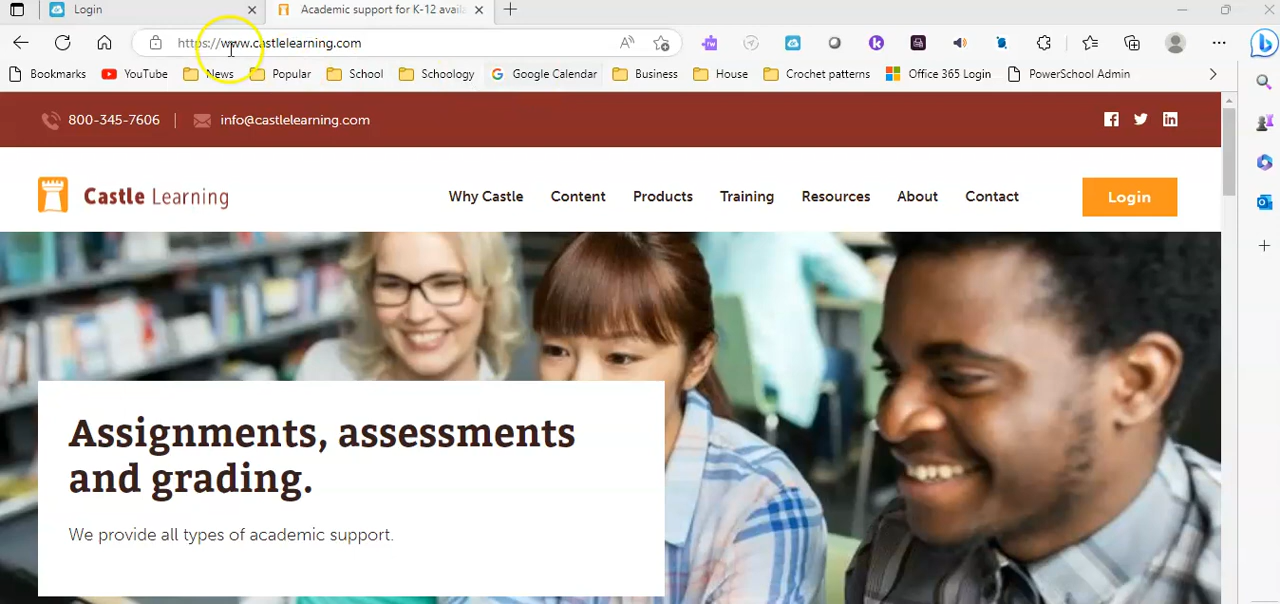 Login
Academic support for K-12 availa
https://www.castlelearning.com
Bookmarks YouTube News Popular School Schoology Google Calendar Business House Crochet patterns Office 365 Login PowerSchool Admin
800-345-7606 | info@castlelearning.com
Castle Learning
Why Castle Content Products Training Resources About Contact Login
Assignments, assessments
and grading.
We provide all types of academic support.